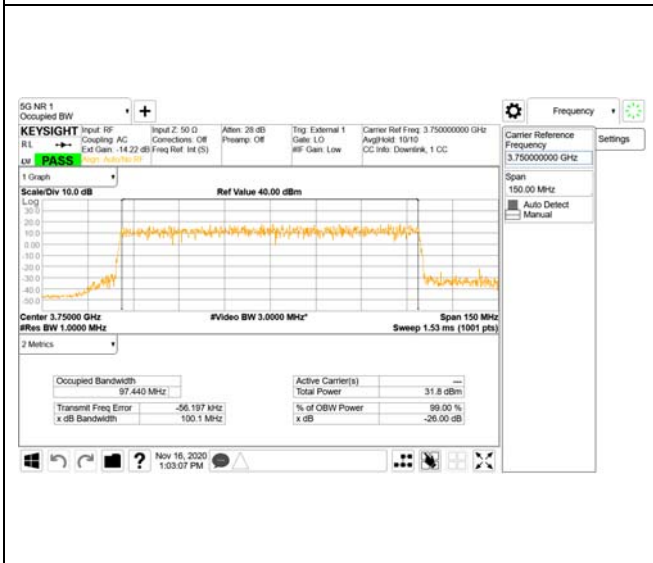 5G NR 1
Occupied BW
Frequency
KEYSIGHT Input: RF Input Z: 50 Ω Atten: 28 dB Trig: External 1 Carrier Ref Freq: 3.750000000 GHz
RL Coupling: AC Corrections: Off Preamp: Off Gate: LO Avg|Hold: 10/10
Ext Gain: -14.22 dB Freq Ref: Int (S) #IF Gain: Low CC Info: Downlink, 1 CC
PASS Align: Auto/No RF
Carrier Reference
Frequency
3.750000000 GHz
Settings
Span
150.00 MHz
Auto Detect
Manual
1 Graph
Scale/Div 10.0 dB Ref Value 40.00 dBm
Log
30.0
20.0
10.0
0.00
-10.0
-20.0
-30.0
-40.0
-50.0
Center 3.75000 GHz #Video BW 3.0000 MHz* Span 150 MHz
#Res BW 1.0000 MHz Sweep 1.53 ms (1001 pts)
2 Metrics
Occupied Bandwidth
97.440 MHz
Active Carrier(s) ---
Total Power 31.8 dBm
Transmit Freq Error -56.197 kHz
x dB Bandwidth 100.1 MHz
% of OBW Power 99.00 %
x dB -26.00 dB
Nov 16, 2020
1:03:07 PM